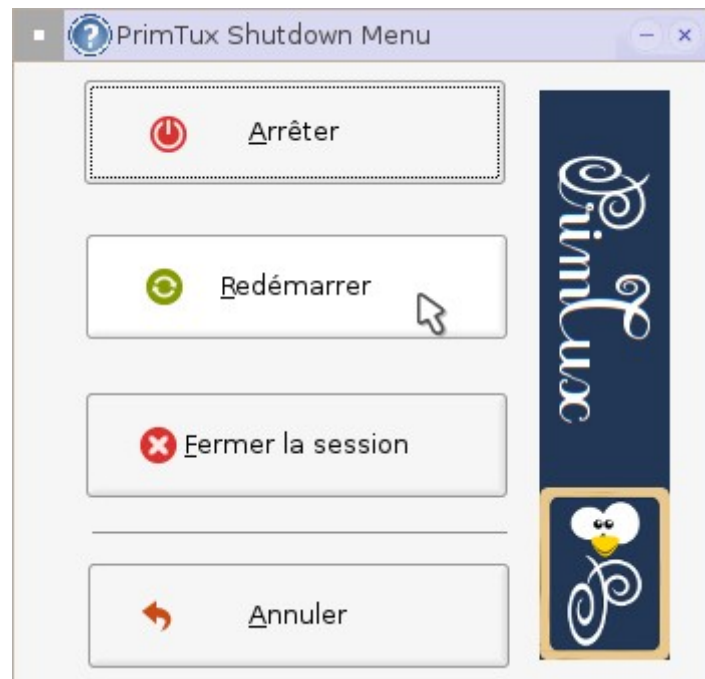 PrimTux Shutdown Menu
Arrêter
Redémarrer
Fermer la session
Annuler
PrimTux
P